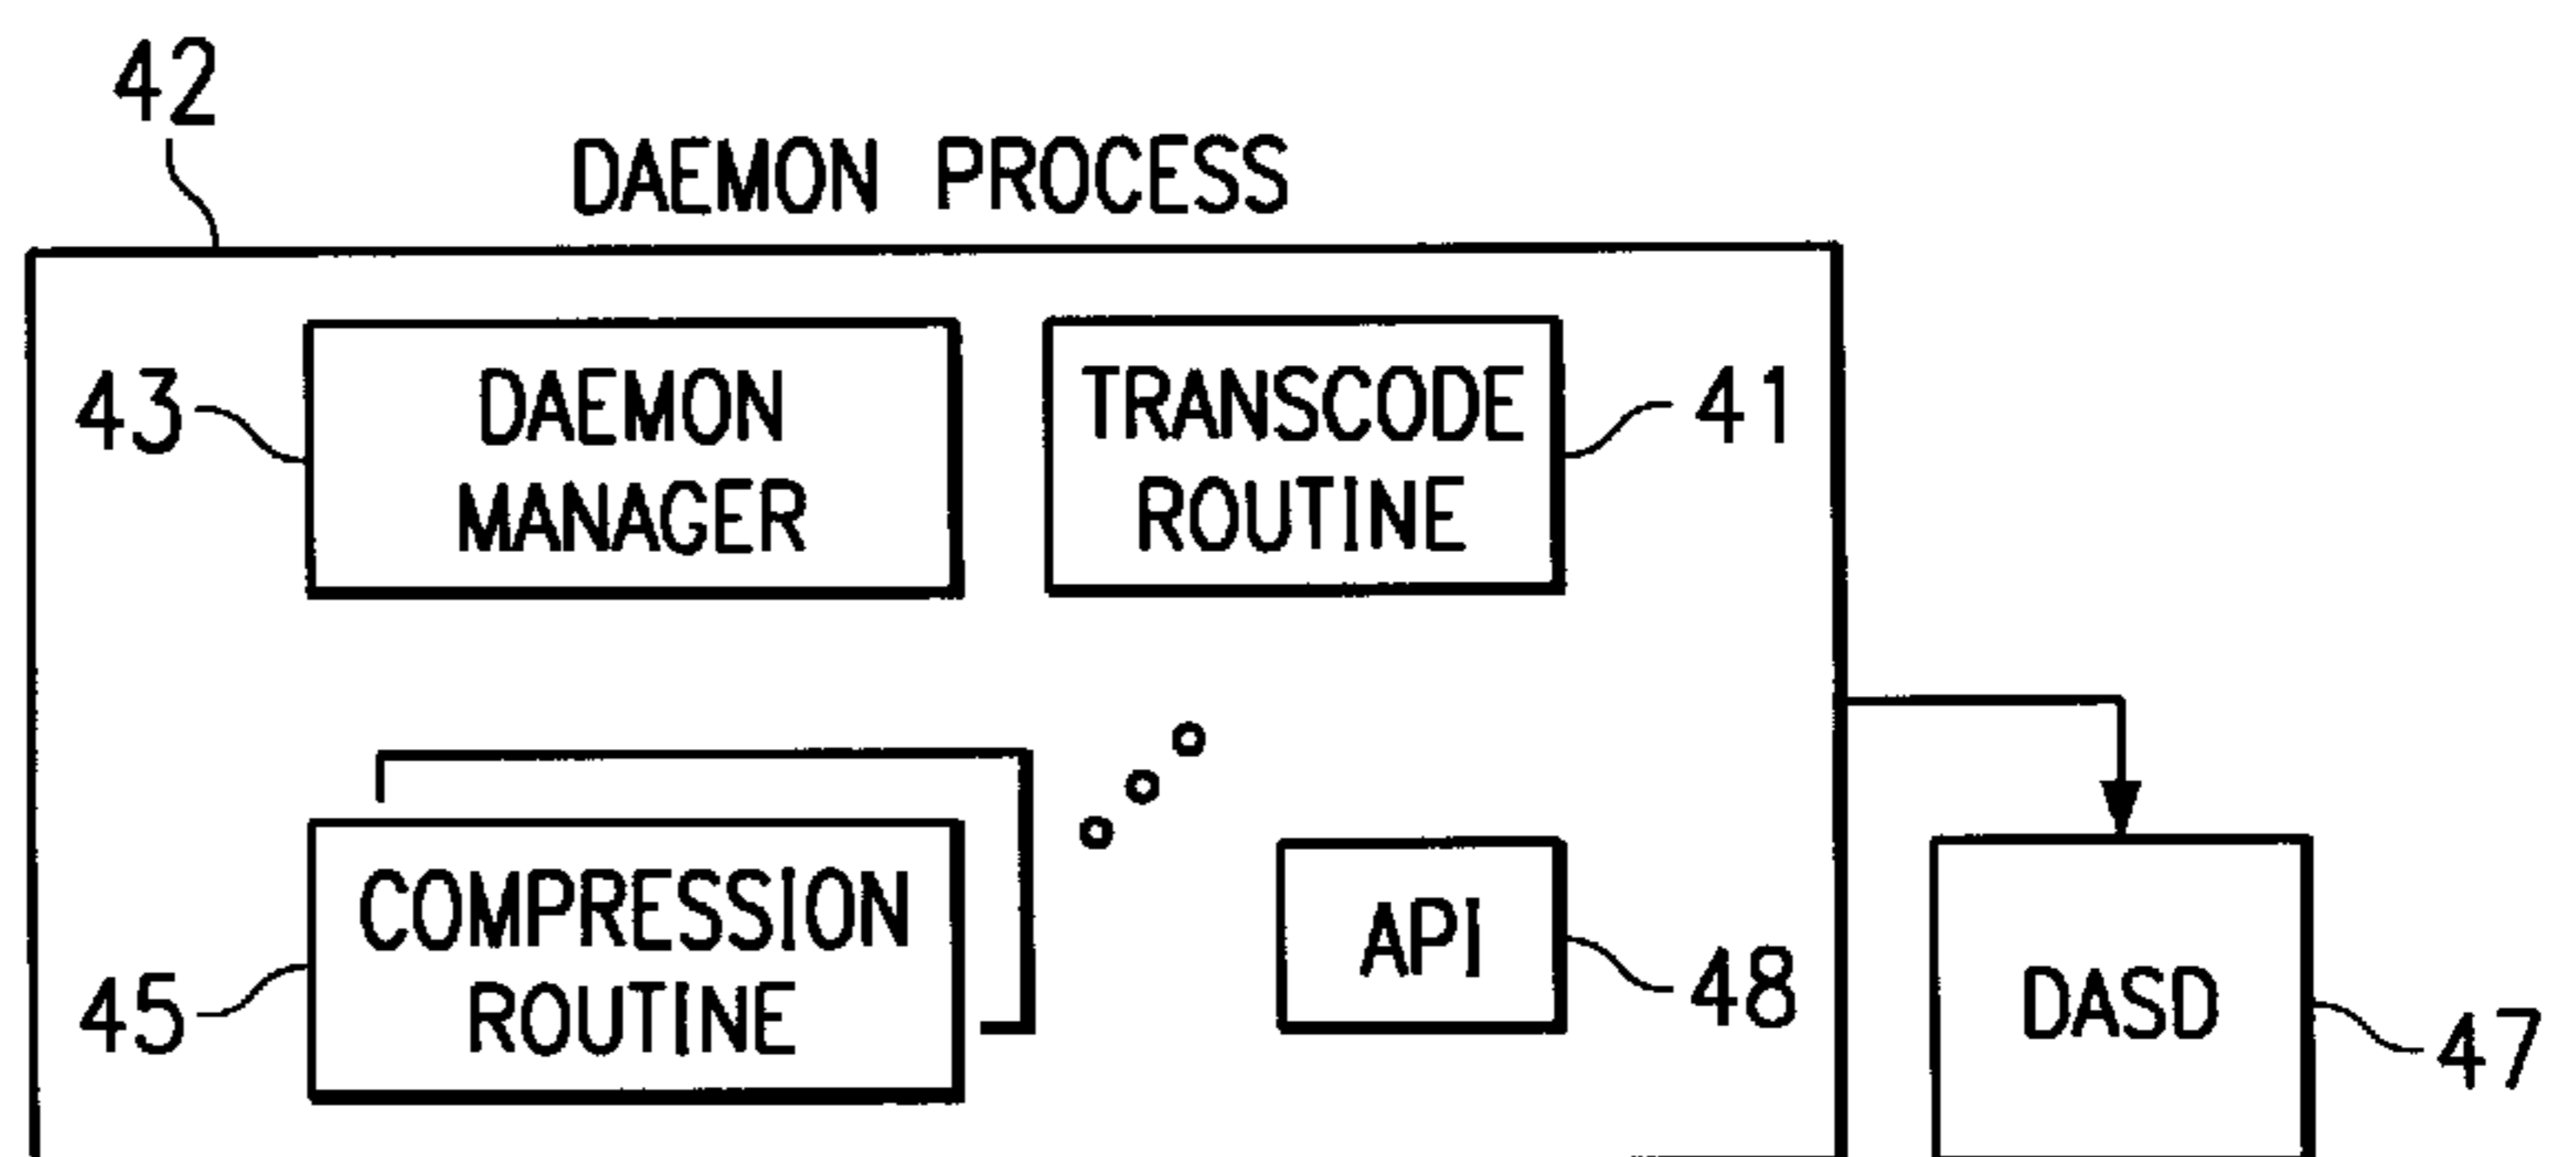 42
DAEMON PROCESS
43
DAEMON
MANAGER
TRANSCODE
ROUTINE
41
45
COMPRESSION
ROUTINE
API
48
DASD
47